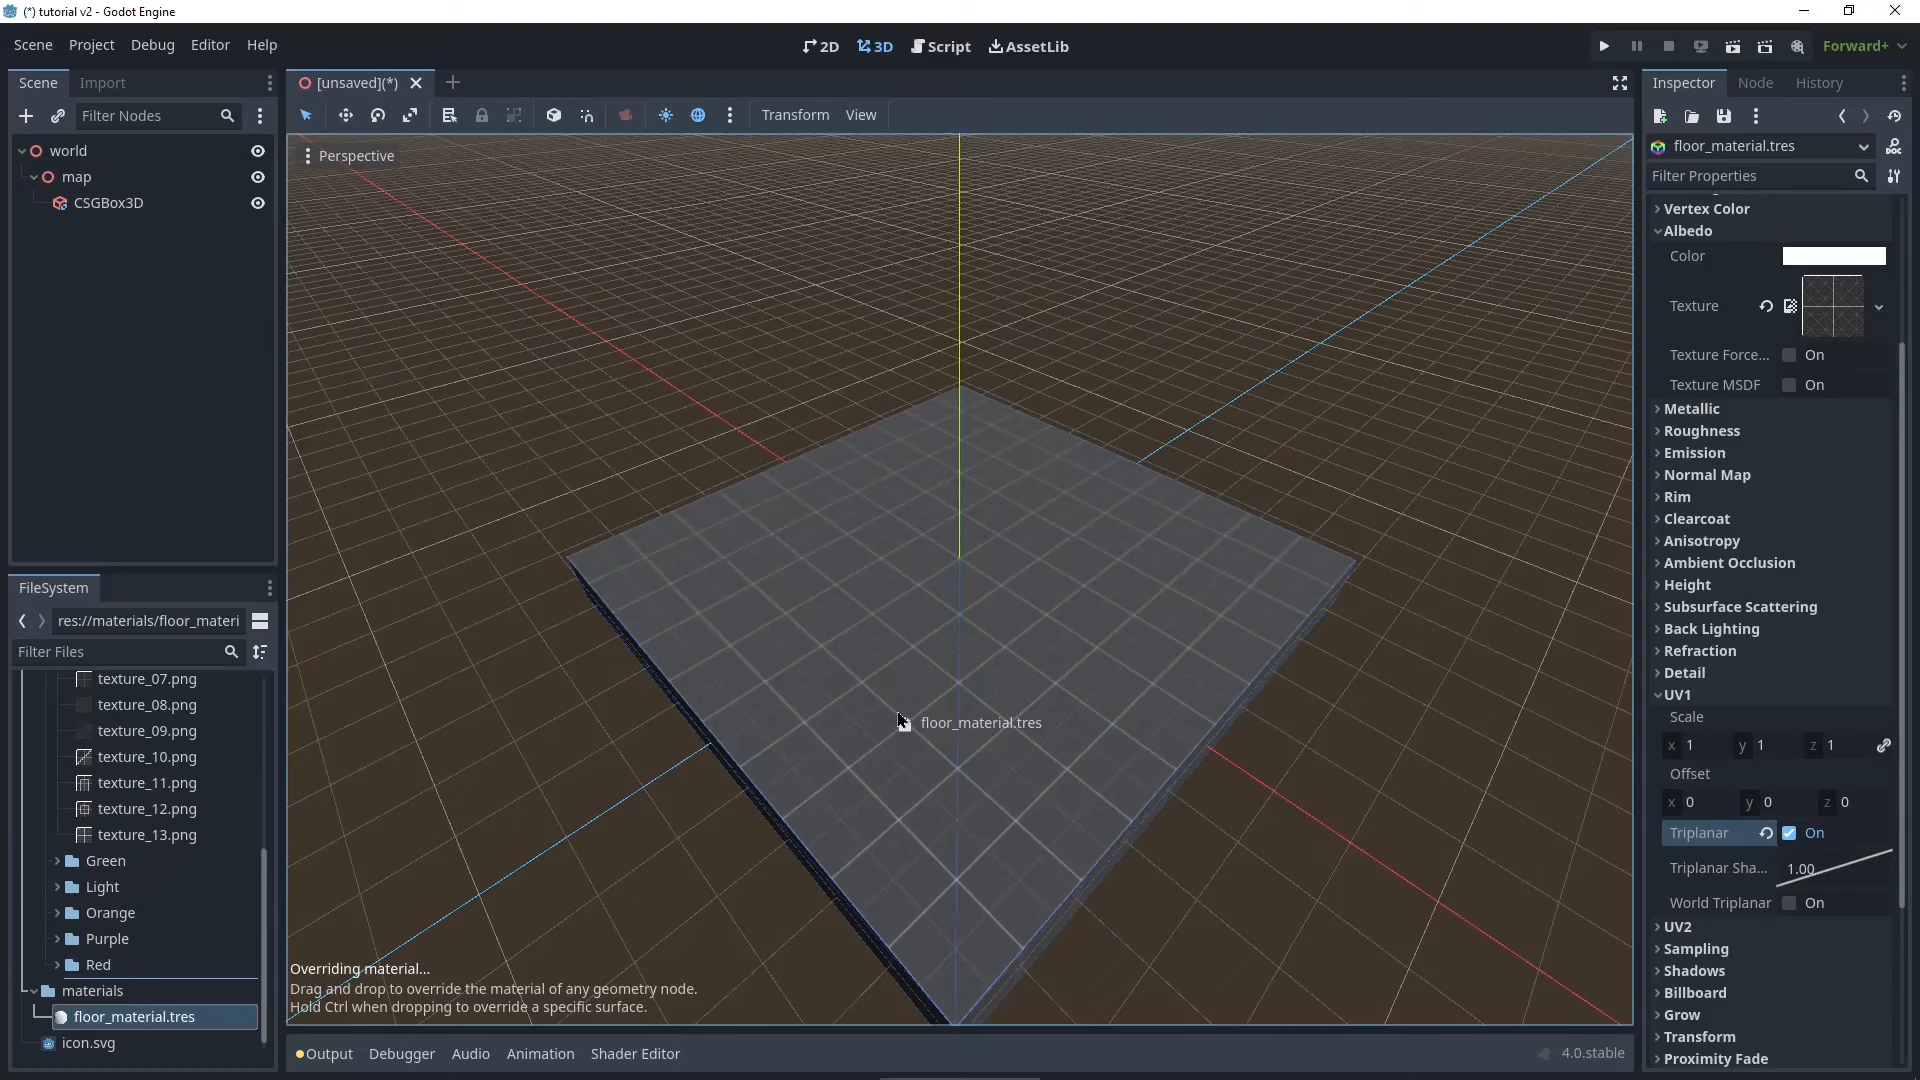 (*) tutorial v2 - Godot Engine
Scene Project Debug Editor Help
2D 3D Script AssetLib
Forward+
Scene Import
[unsaved](*)
Inspector Node History
Filter Nodes
Transform View
world
map
CSGBox3D
Perspective
floor_material.tres
Overriding material...
Drag and drop to override the material of any geometry node.
Hold Ctrl when dropping to override a specific surface.
FileSystem
res://materials/floor_materi
Filter Files
texture_07.png
texture_08.png
texture_09.png
texture_10.png
texture_11.png
texture_12.png
texture_13.png
Green
Light
Orange
Purple
Red
materials
floor_material.tres
icon.svg
Output Debugger Audio Animation Shader Editor
4.0.stable
floor_material.tres
Filter Properties
Vertex Color
Albedo
Color
Texture
Texture Force... On
Texture MSDF On
Metallic
Roughness
Emission
Normal Map
Rim
Clearcoat
Anisotropy
Ambient Occlusion
Height
Subsurface Scattering
Back Lighting
Refraction
Detail
UV1
Scale
x 1 y 1 z 1
Offset
x 0 y 0 z 0
Triplanar On
Triplanar Sha... 1.00
World Triplanar On
UV2
Sampling
Shadows
Billboard
Grow
Transform
Proximity Fade